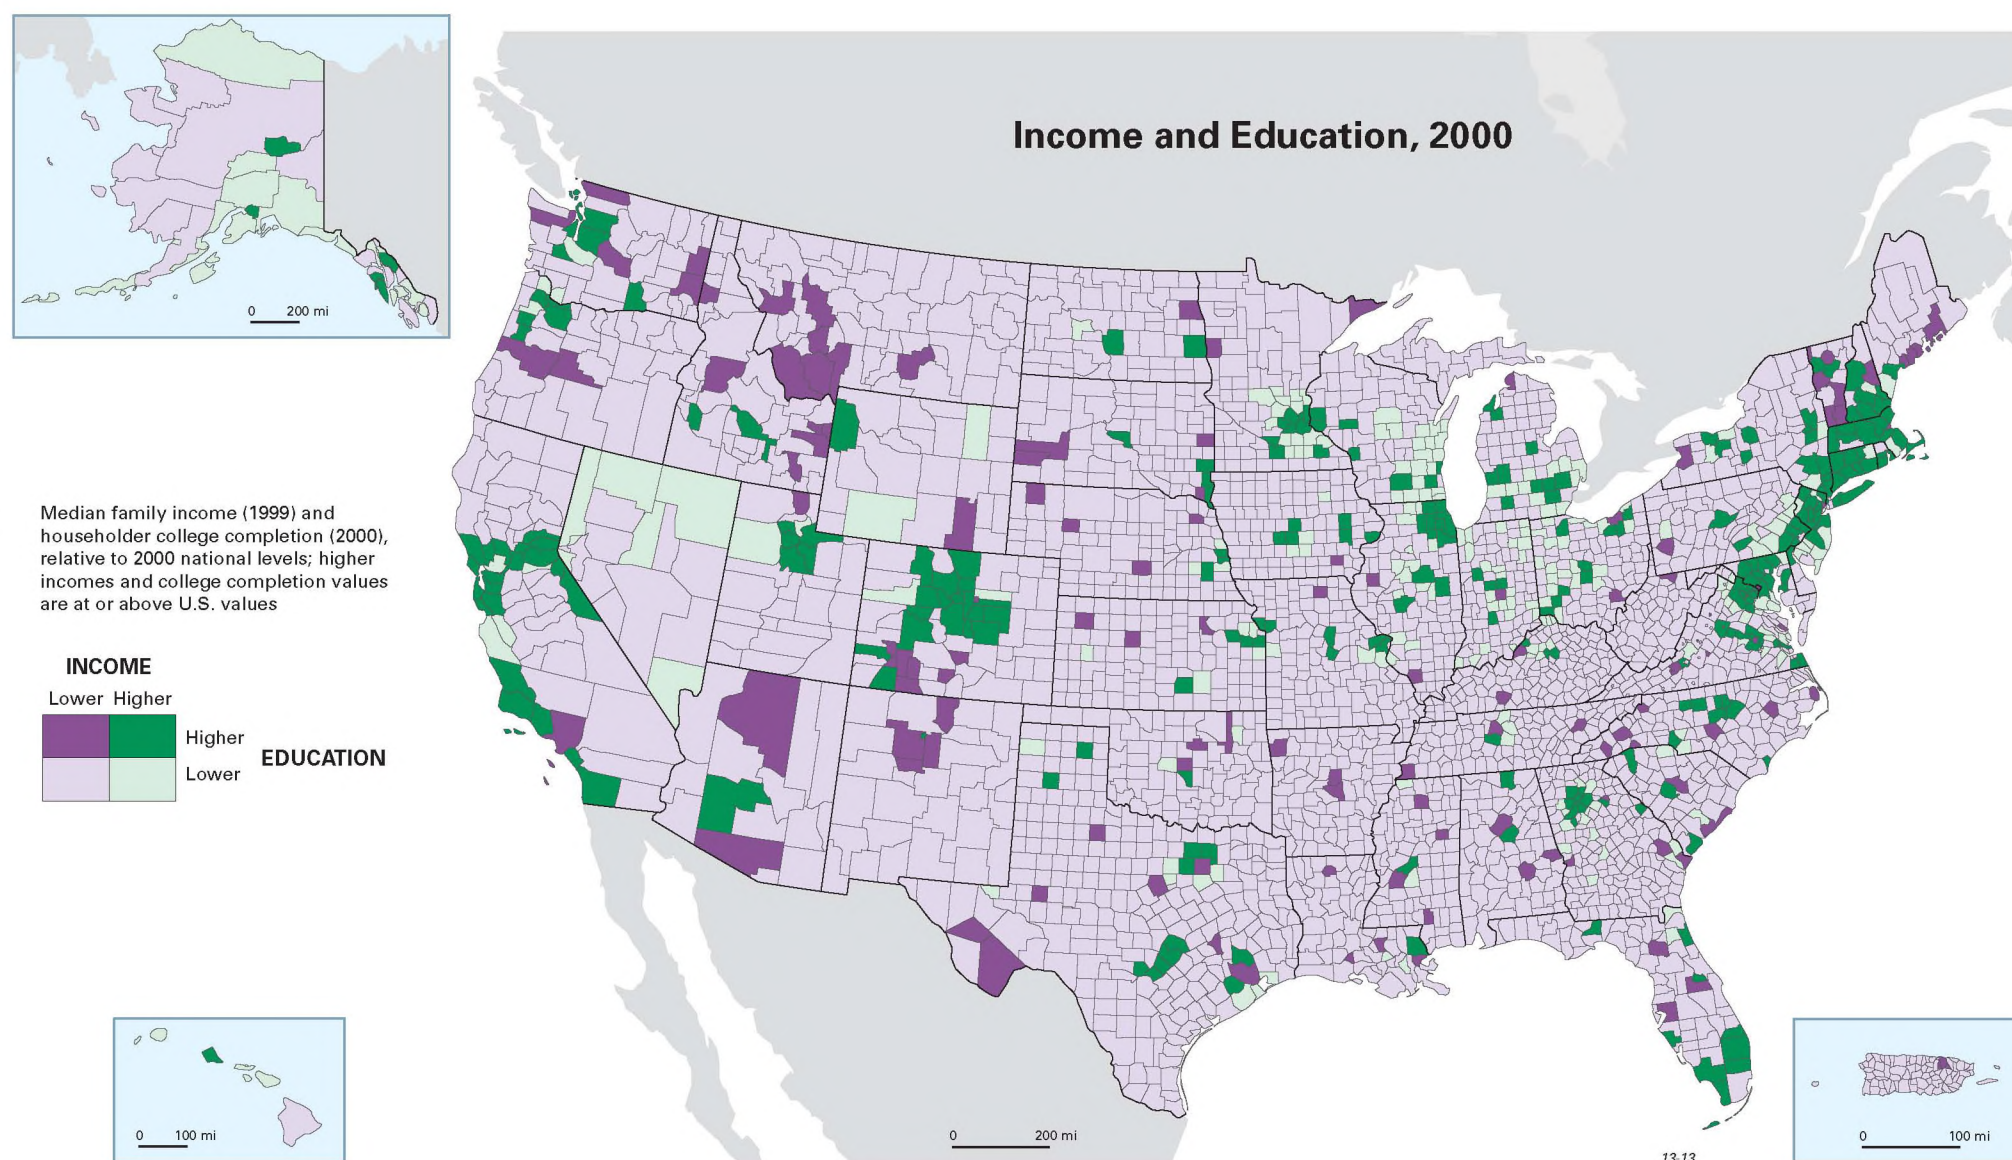 Income and Education, 2000
0 200 mi
Median family income (1999) and
householder college completion (2000),
relative to 2000 national levels; higher
incomes and college completion values
are at or above U.S. values
INCOME
Lower Higher
Higher
EDUCATION
Lower
0 100 mi
0 200 mi
0 100 mi
13-13